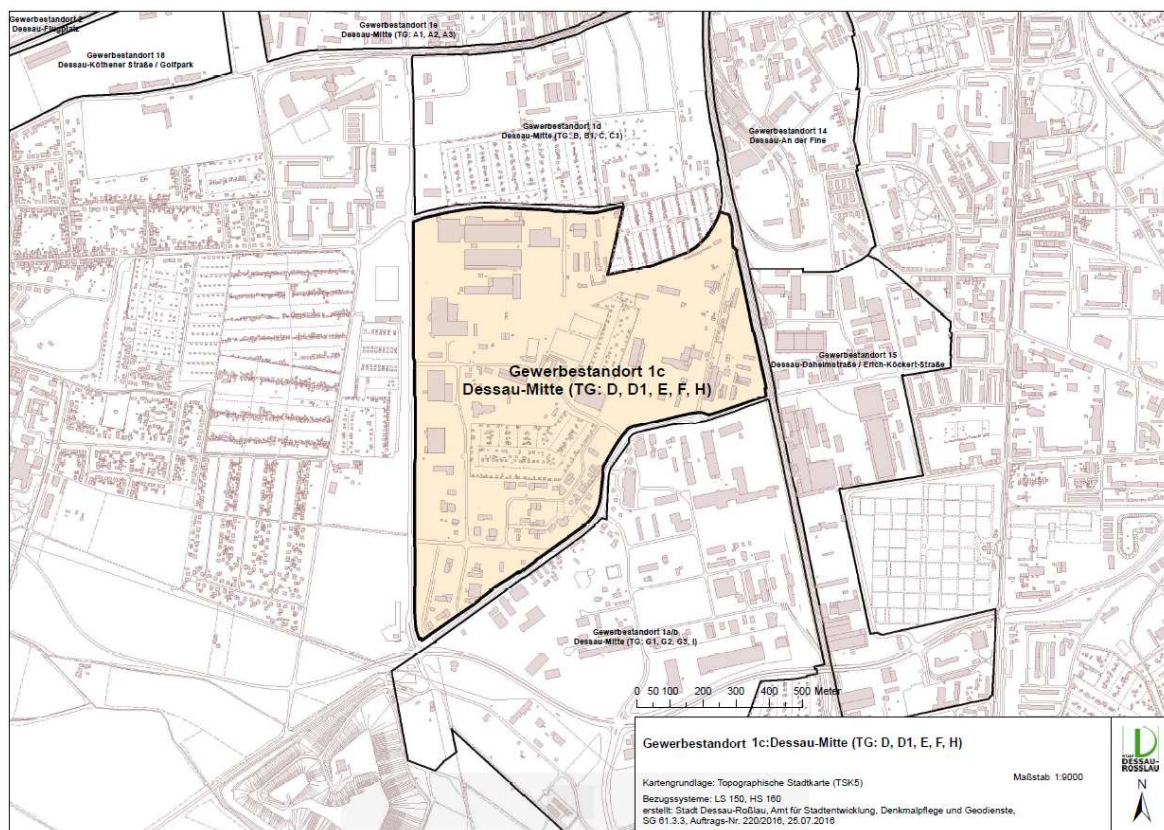 Gewerbestandort 2
Dessau-Flugplatz
Gewerbestandort 1e
Dessau-Mitte (TG: A1, A2, A3)
Gewerbestandort 18
Dessau-Köthener Straße / Golfpark
Gewerbestandort 1d
Dessau-Mitte (TG: B, B1, C, C1)
Gewerbestandort 14
Dessau-An der Fine
Gewerbestandort 15
Dessau-Daheimstraße / Erich-Köckert-Straße
Gewerbestandort 1c
Dessau-Mitte (TG: D, D1, E, F, H)
Gewerbestandort 1a/b
Dessau-Mitte (TG: G1, G2, G3, I)
0 50 100 200 300 400 500 Meter
Gewerbestandort 1c:Dessau-Mitte (TG: D, D1, E, F, H)
Kartengrundlage: Topographische Stadtkarte (TSK5)
Maßstab 1:9000
Bezugssysteme: LS 150, HS 160
erstellt: Stadt Dessau-Roßlau, Amt für Stadtentwicklung, Denkmalpflege und Geodienste,
SG 61.3.3, Auftrags-Nr. 220/2016, 25.07.2016
DESSAU-
ROSSLAU
N